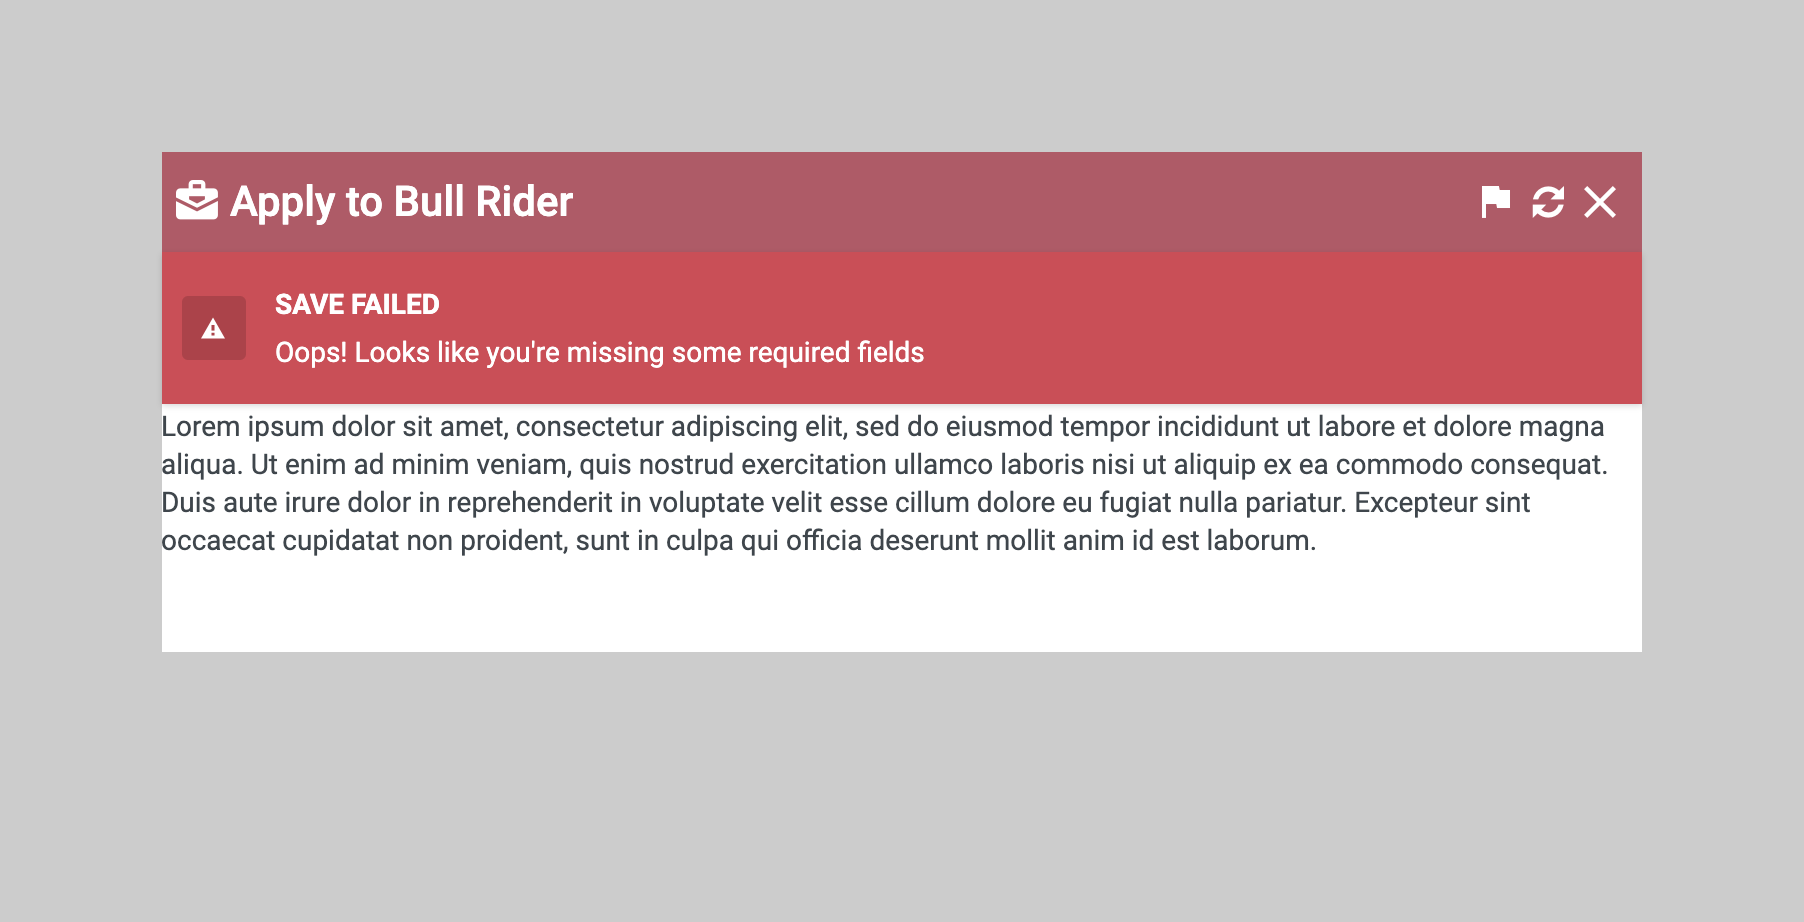 Apply to Bull Rider
SAVE FAILED
Oops! Looks like you're missing some required fields
Lorem ipsum dolor sit amet, consectetur adipiscing elit, sed do eiusmod tempor incididunt ut labore et dolore magna
aliqua. Ut enim ad minim veniam, quis nostrud exercitation ullamco laboris nisi ut aliquip ex ea commodo consequat.
Duis aute irure dolor in reprehenderit in voluptate velit esse cillum dolore eu fugiat nulla pariatur. Excepteur sint
occaecat cupidatat non proident, sunt in culpa qui officia deserunt mollit anim id est laborum.